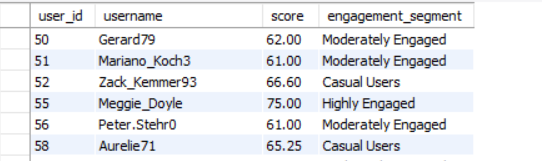 user_id username score engagement_segment
50 Gerard79 62.00 Moderately Engaged
51 Mariano_Koch3 61.00 Moderately Engaged
52 Zack_Kemmer93 66.60 Casual Users
55 Meggie_Doyle 75.00 Highly Engaged
56 Peter.Stehr0 61.00 Moderately Engaged
58 Aurelie71 65.25 Casual Users